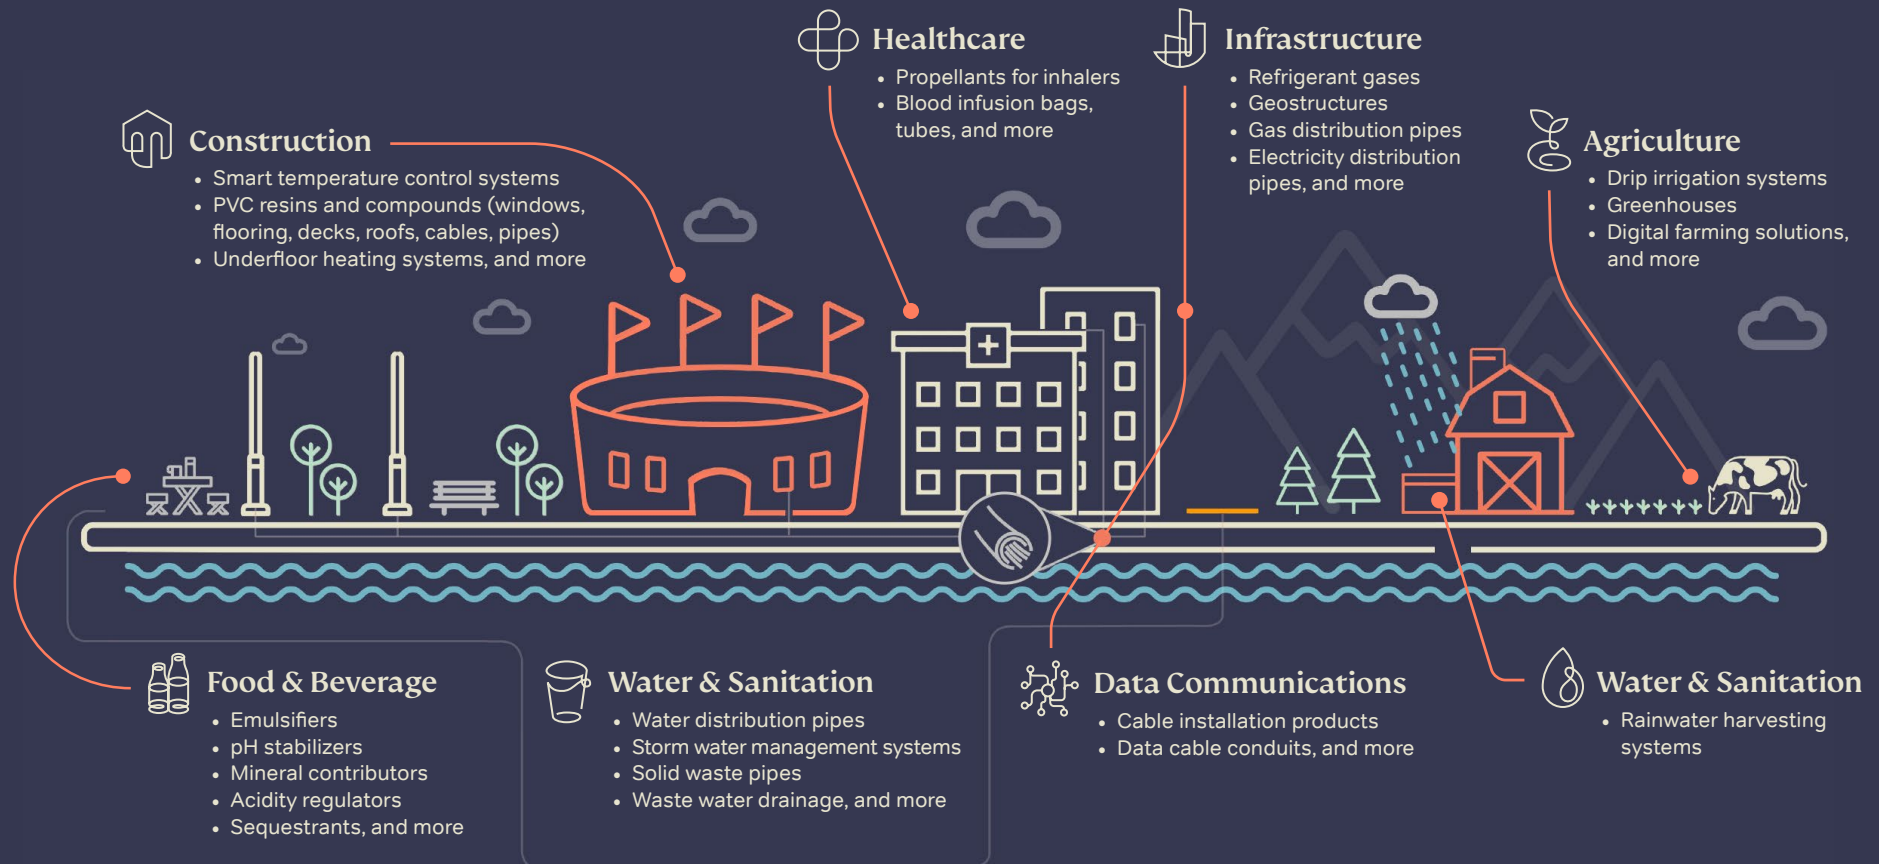 Healthcare
• Propellants for inhalers
• Blood infusion bags,
tubes, and more
Infrastructure
• Refrigerant gases
• Geostructures
• Gas distribution pipes
• Electricity distribution
pipes, and more
Construction
• Smart temperature control systems
• PVC resins and compounds (windows,
flooring, decks, roofs, cables, pipes)
• Underfloor heating systems, and more
Agriculture
• Drip irrigation systems
• Greenhouses
• Digital farming solutions,
and more
Food & Beverage
• Emulsifiers
• pH stabilizers
• Mineral contributors
• Acidity regulators
• Sequestrants, and more
Water & Sanitation
• Water distribution pipes
• Storm water management systems
• Solid waste pipes
• Waste water drainage, and more
Data Communications
• Cable installation products
• Data cable conduits, and more
Water & Sanitation
• Rainwater harvesting
systems